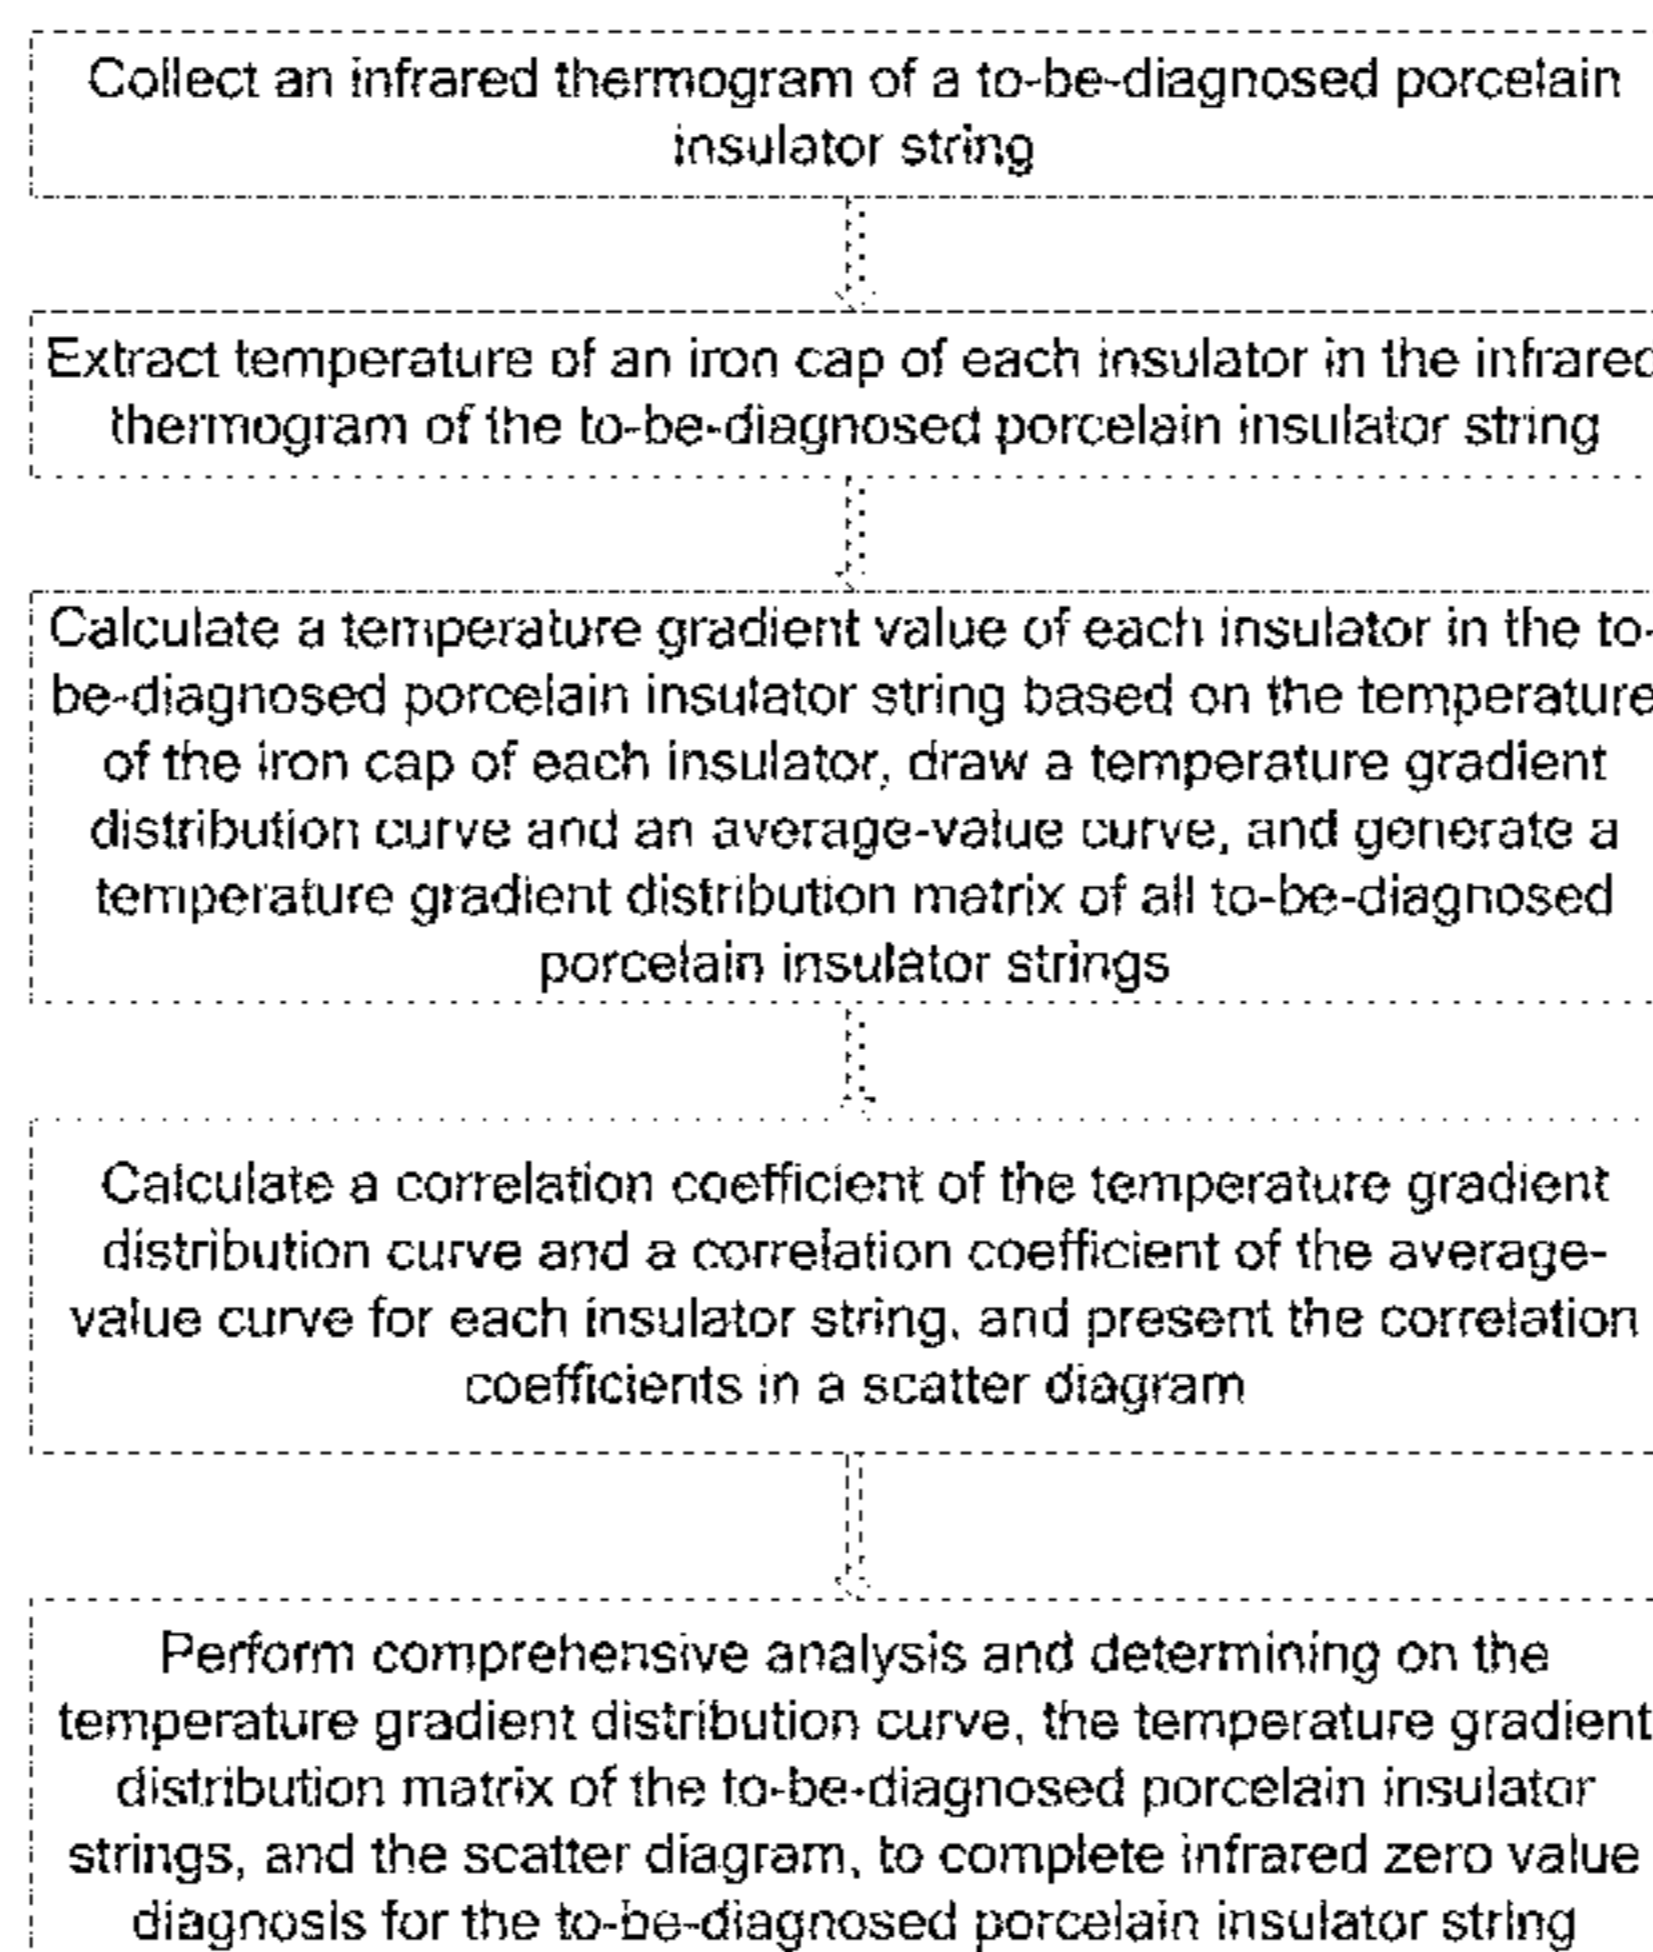 Collect an infrared thermogram of a to-be-diagnosed porcelain
insulator string
Extract temperature of an iron cap of each insulator in the infrared
thermogram of the to-be-diagnosed porcelain insulator string
Calculate a temperature gradient value of each insulator in the to-
be-diagnosed porcelain insulator string based on the temperature
of the iron cap of each insulator, draw a temperature gradient
distribution curve and an average-value curve, and generate a
temperature gradient distribution matrix of all to-be-diagnosed
porcelain insulator strings
Calculate a correlation coefficient of the temperature gradient
distribution curve and a correlation coefficient of the average-
value curve for each insulator string, and present the correlation
coefficients in a scatter diagram
Perform comprehensive analysis and determining on the
temperature gradient distribution curve, the temperature gradient
distribution matrix of the to-be-diagnosed porcelain insulator
strings, and the scatter diagram, to complete infrared zero value
diagnosis for the to-be-diagnosed porcelain insulator string